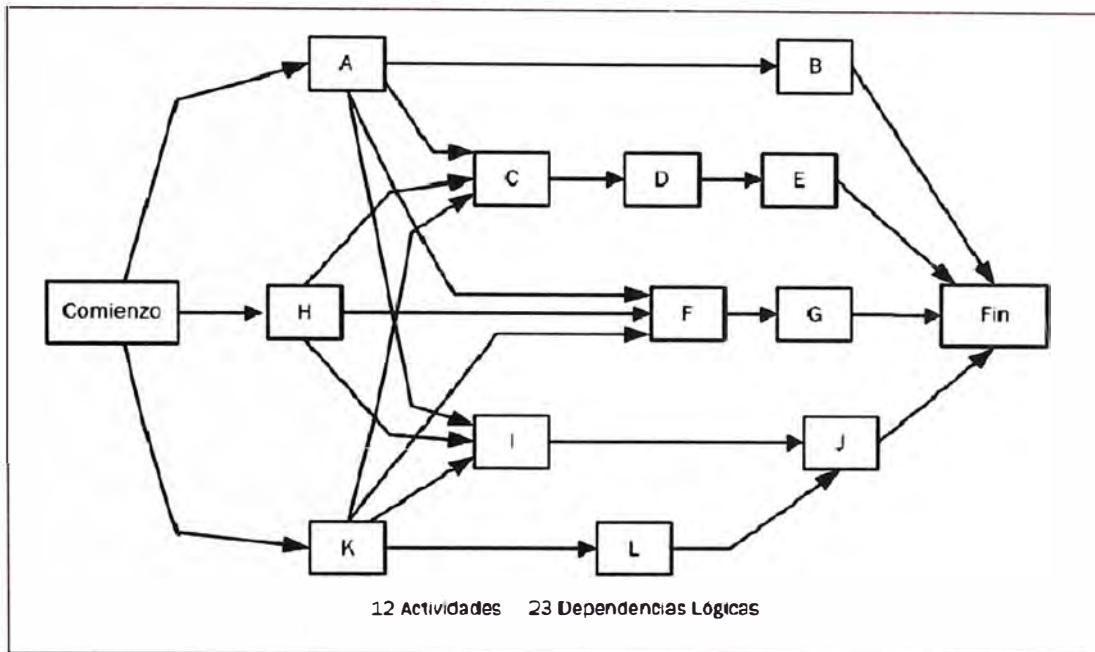 A
B
C
D
E
Comienzo
H
F
G
Fin
I
J
K
L
12 Actividades 23 Dependencias Lógicas